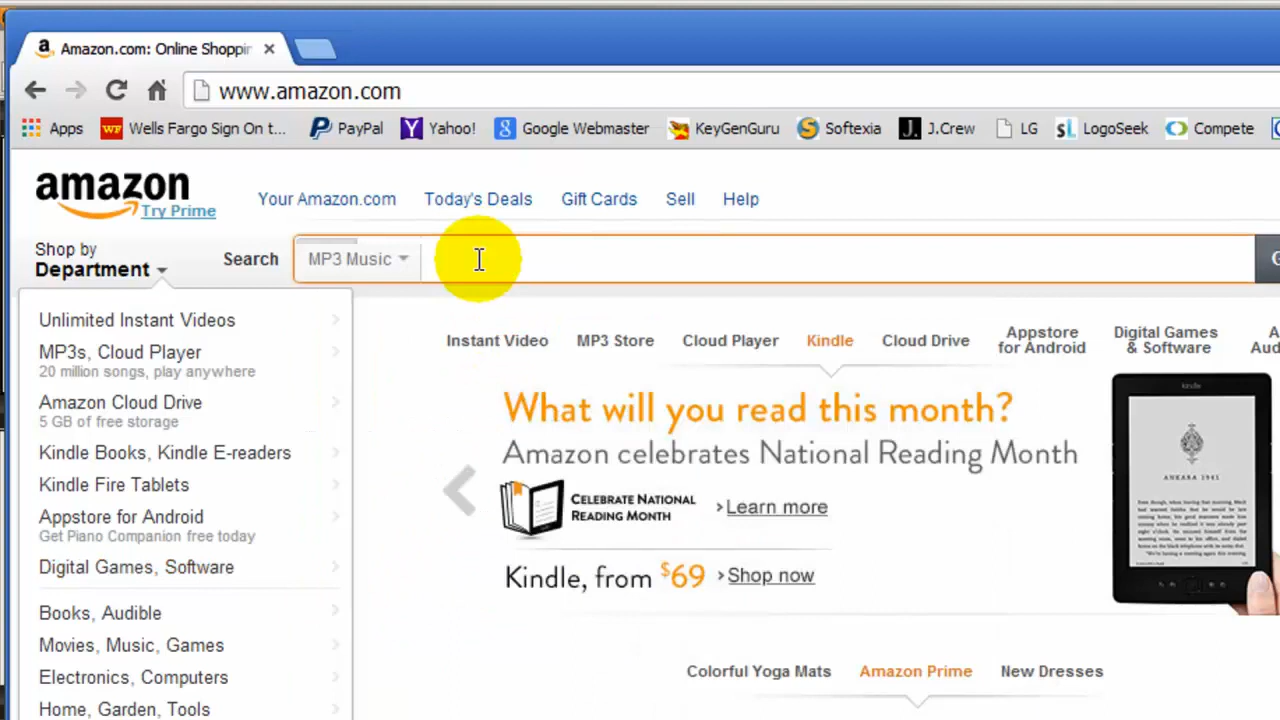 Amazon.com: Online Shoppin
www.amazon.com
Apps Wells Fargo Sign On t... PayPal Yahoo! Google Webmaster KeyGenGuru Softexia J.Crew LG LogoSeek Compete
amazon
Try Prime
Your Amazon.com Today's Deals Gift Cards Sell Help
Shop by
Department
Search MP3 Music
Unlimited Instant Videos
MP3s, Cloud Player
20 million songs, play anywhere
Amazon Cloud Drive
5 GB of free storage
Kindle Books, Kindle E-readers
Kindle Fire Tablets
Appstore for Android
Get Piano Companion free today
Digital Games, Software
Books, Audible
Movies, Music, Games
Electronics, Computers
Home, Garden, Tools
Instant Video MP3 Store Cloud Player Kindle Cloud Drive Appstore for Android Digital Games & Software
What will you read this month?
Amazon celebrates National Reading Month
CELEBRATE NATIONAL
READING MONTH
Learn more
Kindle, from $69 Shop now
kindle
ANKARA 1941
Colorful Yoga Mats Amazon Prime New Dresses